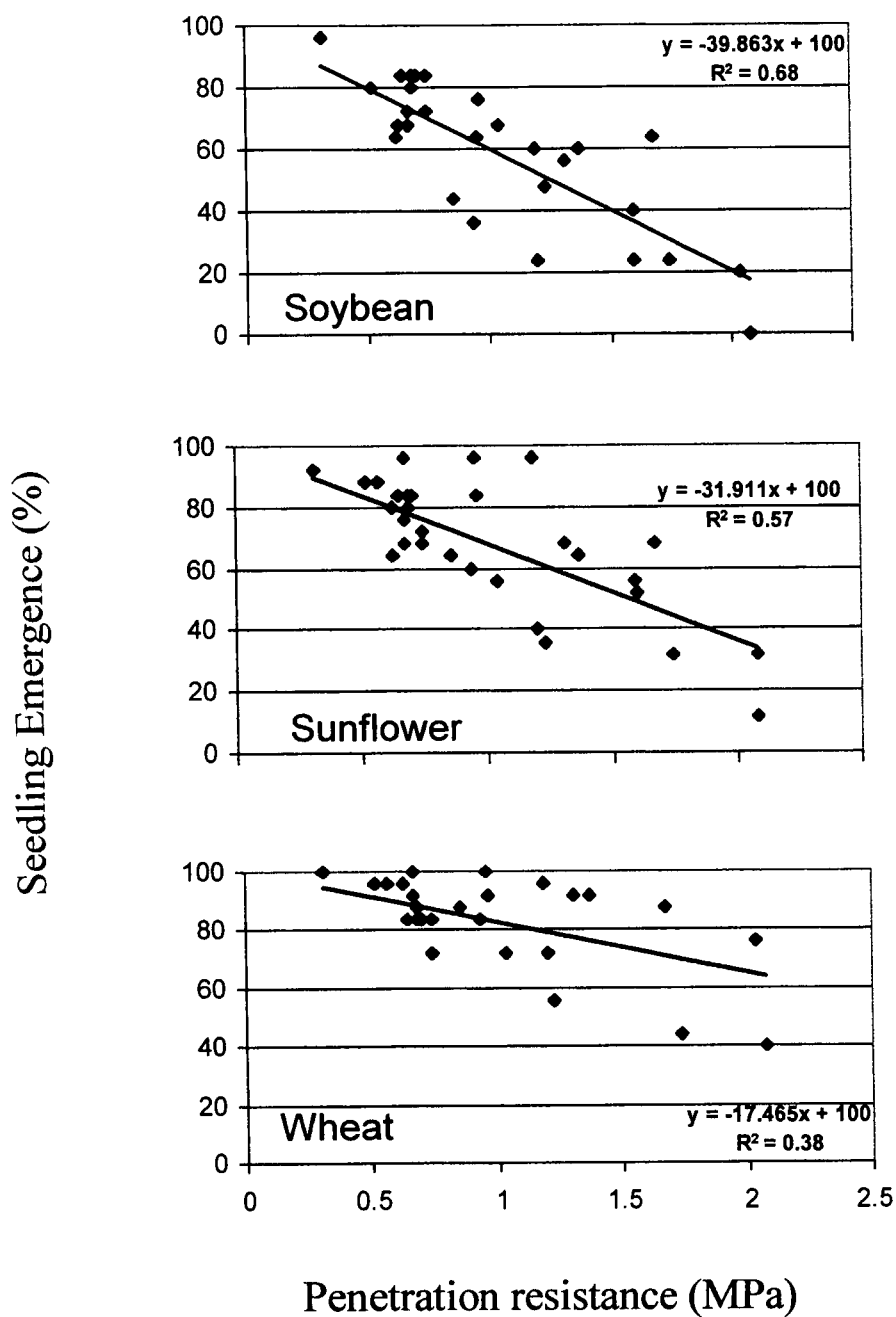 100
80
60
40
20
0
y = -39.863x + 100
R² = 0.68
Soybean
100
80
60
40
20
0
y = -31.911x + 100
R² = 0.57
Sunflower
100
80
60
40
20
0
y = -17.465x + 100
R² = 0.38
Wheat
0 0.5 1 1.5 2 2.5
Seedling Emergence (%)
Penetration resistance (MPa)